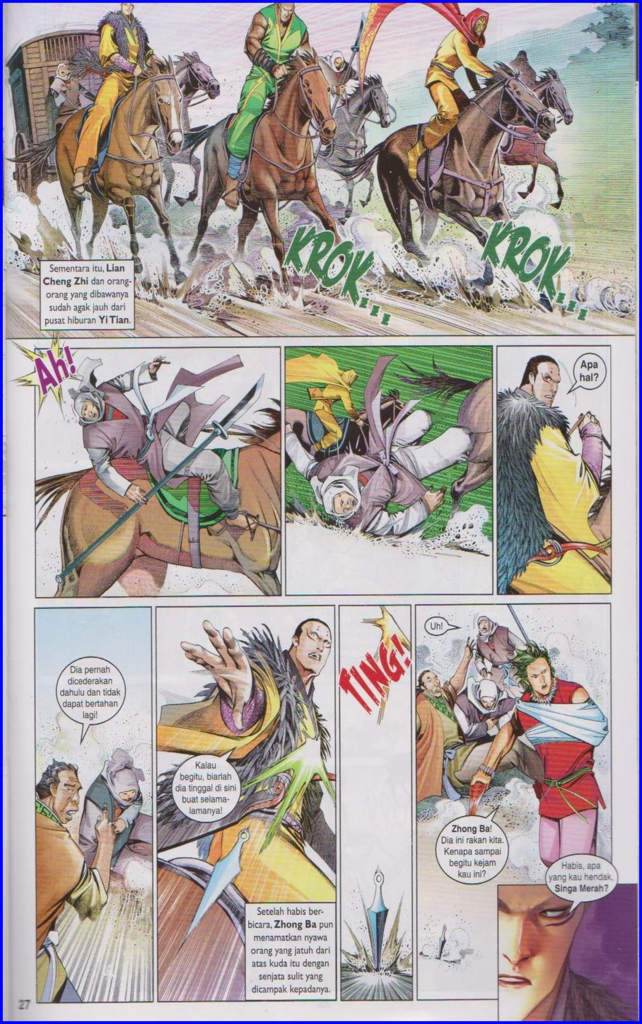 KROK...
KROK...
Sementara itu, Lian
Cheng Zhi dan orang-
orang yang dibawanya
sudah agak jauh dari
pusat hiburan Yi Tian.
Ah!
Apa
hal?
Dia pernah
dicederakan
dahulu dan tidak
dapat bertahan
lagi!
Kalau
begitu, biarlah
dia tinggal di sini
buat selama-
lamanya!
Setelah habis ber-
bicara, Zhong Ba pun
menamatkan nyawa
orang yang jatuh dari
atas kuda itu dengan
senjata sulit yang
dicampak kepadanya.
TING!
Uh!
Zhong Ba!
Dia ini rakan kita.
Kenapa sampai
begitu kejam
kau ini?
Habis, apa
yang kau hendak,
Singa Merah?
27